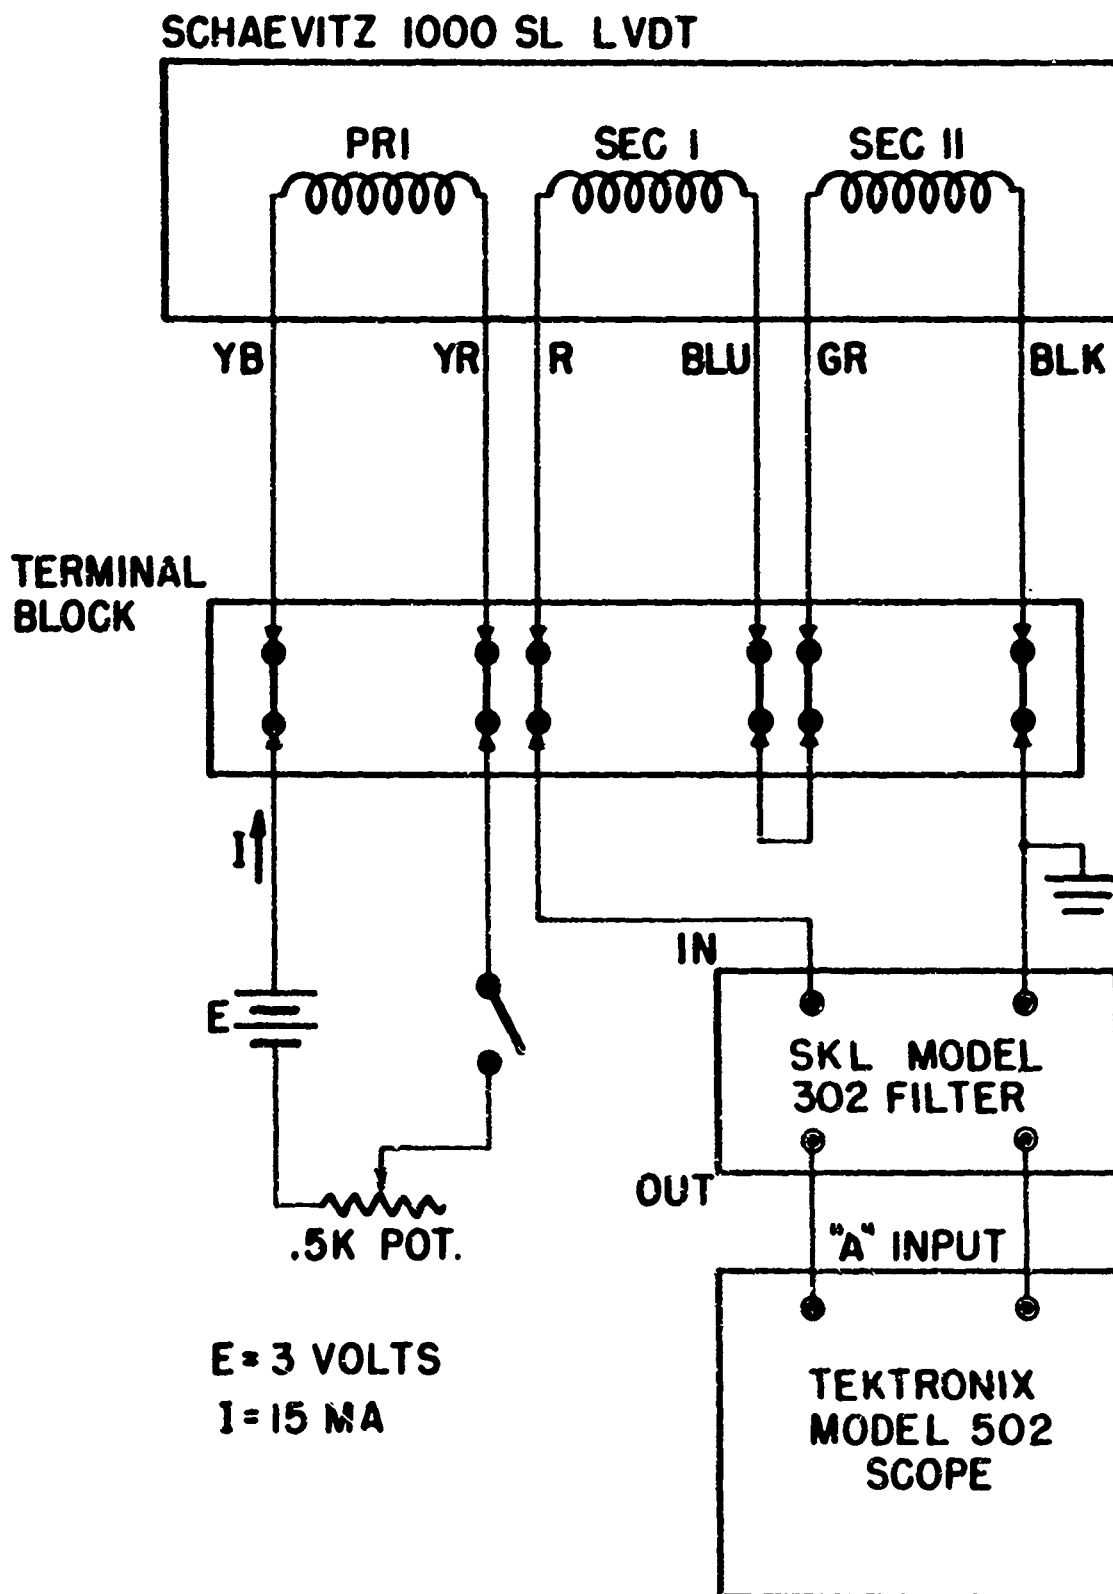 SCHAEVITZ 1000 SL LVDT
PRI
SEC I
SEC II
YB
YR
R
BLU
GR
BLK
TERMINAL
BLOCK
I
IN
E
SKL MODEL
302 FILTER
OUT
.5K POT.
"A" INPUT
E = 3 VOLTS
I = 15 MA
TEKTRONIX
MODEL 502
SCOPE